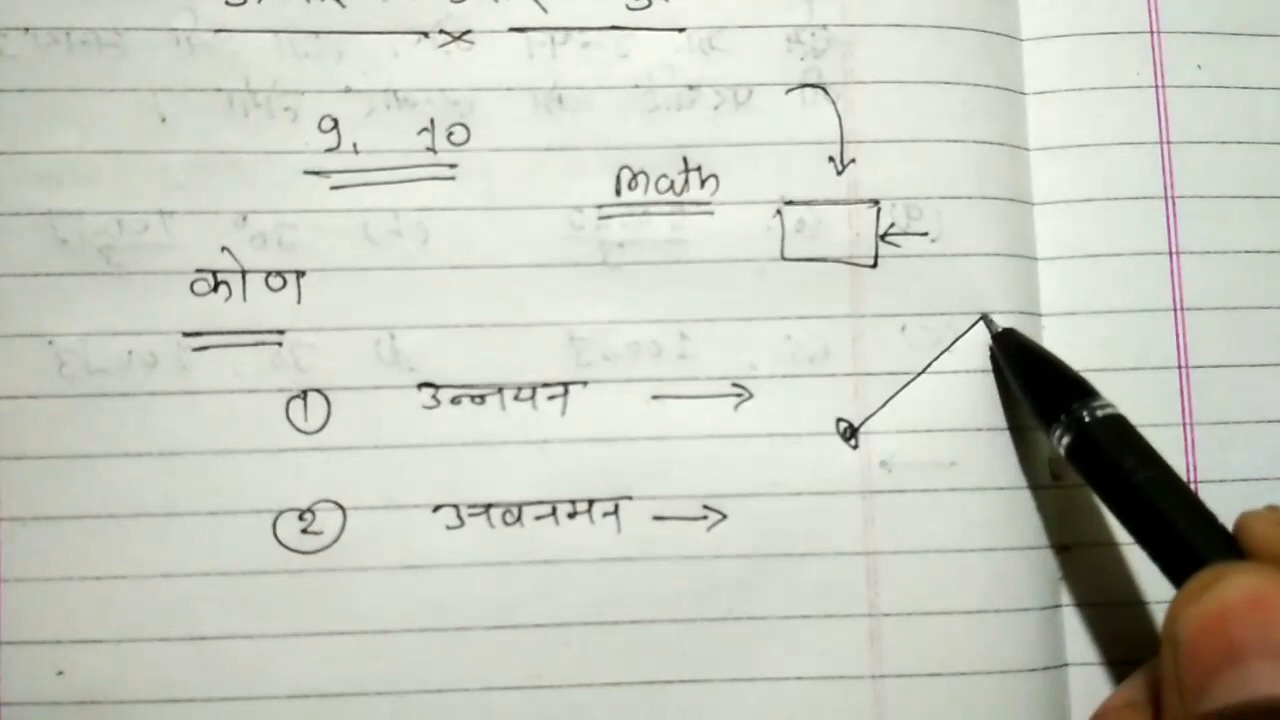 9, 10
math
कोण
① उन्नयन →
② अवनमन →